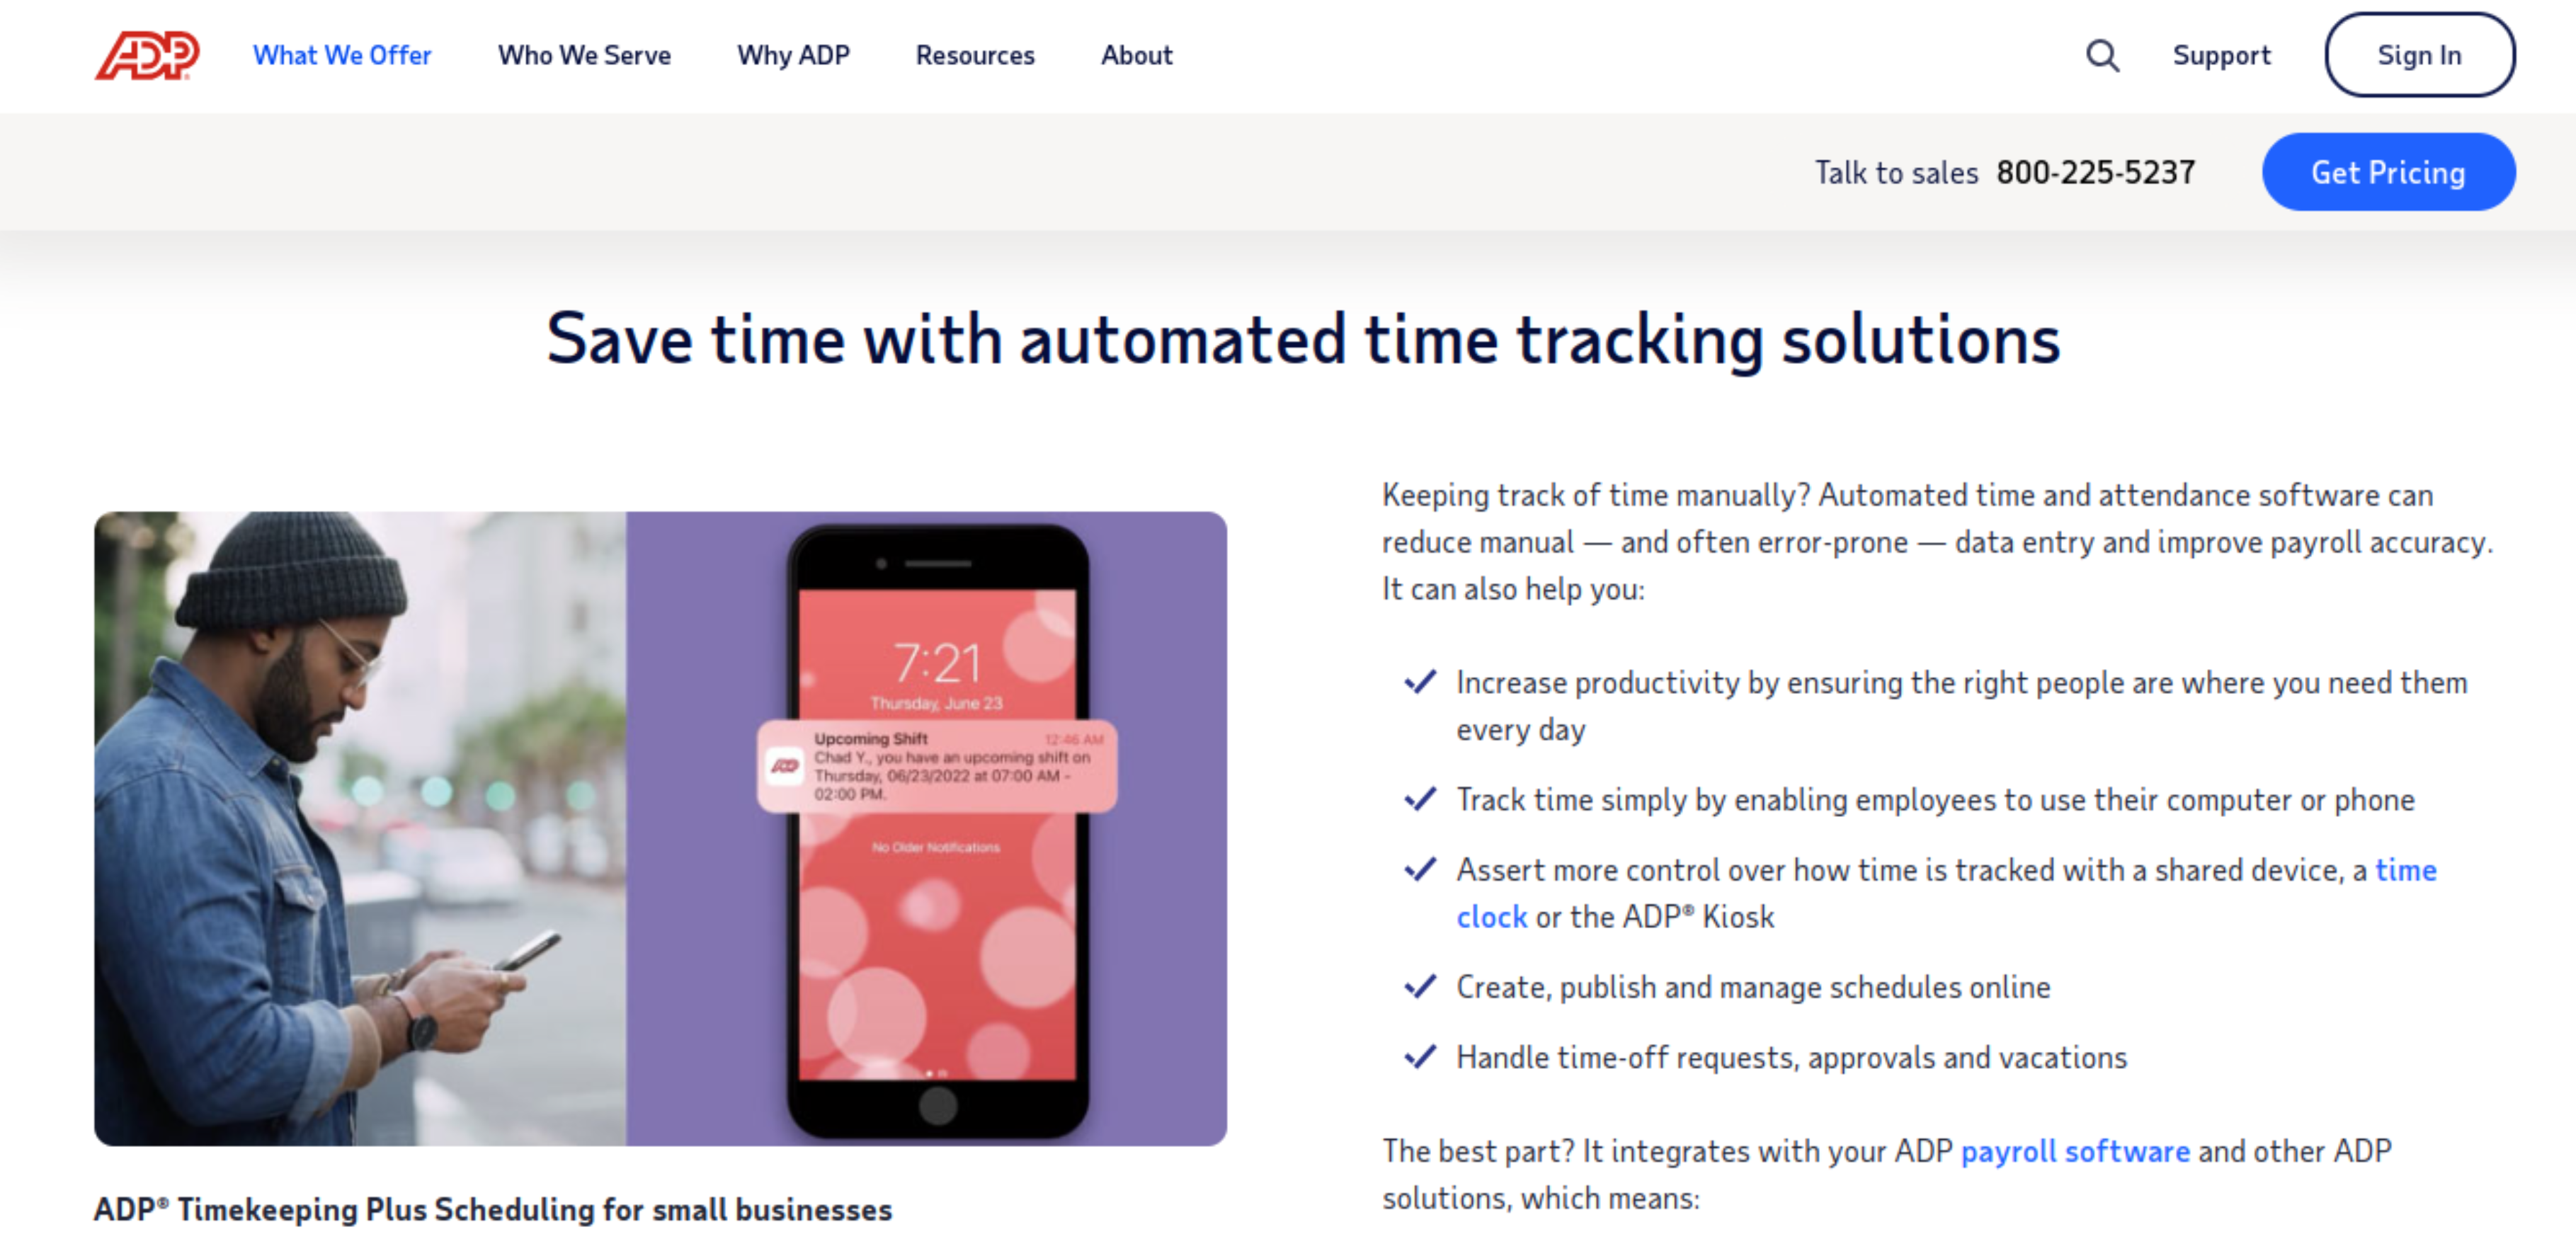 ADP
What We Offer
Who We Serve
Why ADP
Resources
About
Support
Sign In
Talk to sales 800-225-5237
Get Pricing
Save time with automated time tracking solutions
7:21
Thursday, June 23
Upcoming Shift 12:46 AM
ADP
Chad Y., you have an upcoming shift on
Thursday, 06/23/2022 at 07:00 AM -
02:00 PM.
No Older Notifications
ADP® Timekeeping Plus Scheduling for small businesses
Keeping track of time manually? Automated time and attendance software can
reduce manual — and often error-prone — data entry and improve payroll accuracy.
It can also help you:
Increase productivity by ensuring the right people are where you need them
every day
Track time simply by enabling employees to use their computer or phone
Assert more control over how time is tracked with a shared device, a time
clock or the ADP® Kiosk
Create, publish and manage schedules online
Handle time-off requests, approvals and vacations
The best part? It integrates with your ADP payroll software and other ADP
solutions, which means: